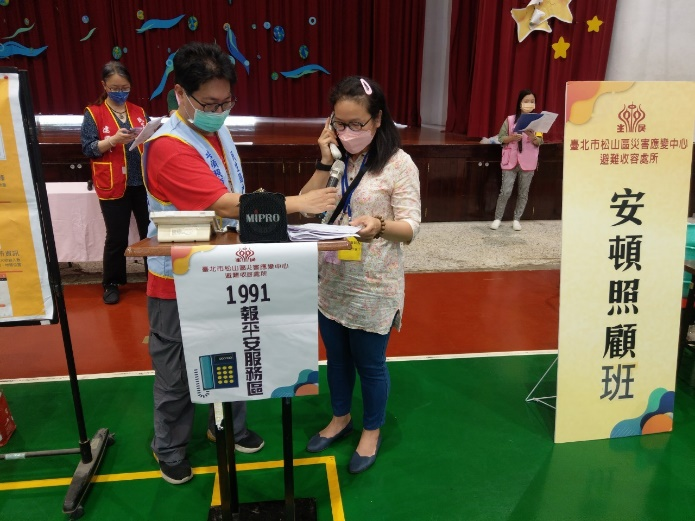 臺北市松山區災害應變中心
避難收容處所
1991
報平安服務區
MIPRO
臺北市松山區災害應變中心
避難收容處所
安頓照顧班